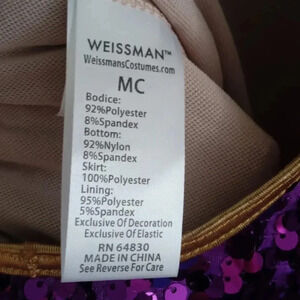 WEISSMAN™
WeissmansCostumes.com
MC
Bodice:
92%Polyester
8%Spandex
Bottom:
92%Nylon
8%Spandex
Skirt:
100%Polyester
Lining:
95%Polyester
5%Spandex
Exclusive Of Decoration
Exclusive Of Elastic
RN 64830
MADE IN CHINA
See Reverse For Care